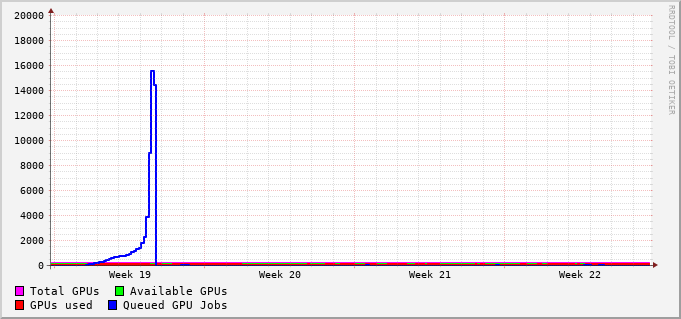 20000
18000
16000
14000
12000
10000
8000
6000
4000
2000
0
Week 19 Week 20 Week 21 Week 22
Total GPUs Available GPUs
GPUs used Queued GPU Jobs
RRDTOOL / TOBI OETIKER